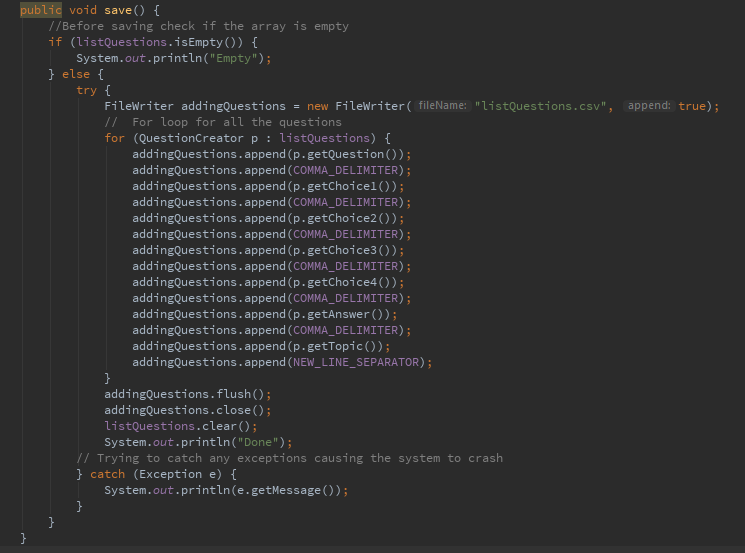 public void save() {
//Before saving check if the array is empty
if (listQuestions.isEmpty()) {
System.out.println("Empty");
} else {
try {
FileWriter addingQuestions = new FileWriter( fileName: "listQuestions.csv", append: true);
// For loop for all the questions
for (QuestionCreator p : listQuestions) {
addingQuestions.append(p.getQuestion());
addingQuestions.append(COMMA_DELIMITER);
addingQuestions.append(p.getChoice1());
addingQuestions.append(COMMA_DELIMITER);
addingQuestions.append(p.getChoice2());
addingQuestions.append(COMMA_DELIMITER);
addingQuestions.append(p.getChoice3());
addingQuestions.append(COMMA_DELIMITER);
addingQuestions.append(p.getChoice4());
addingQuestions.append(COMMA_DELIMITER);
addingQuestions.append(p.getAnswer());
addingQuestions.append(COMMA_DELIMITER);
addingQuestions.append(p.getTopic());
addingQuestions.append(NEW_LINE_SEPARATOR);
}
addingQuestions.flush();
addingQuestions.close();
listQuestions.clear();
System.out.println("Done");
// Trying to catch any exceptions causing the system to crash
} catch (Exception e) {
System.out.println(e.getMessage());
}
}
}